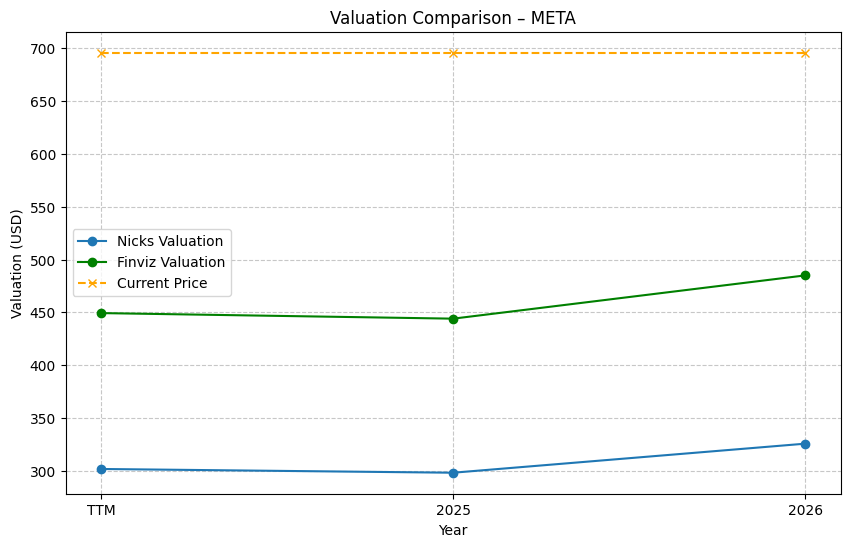 Valuation Comparison – META
Valuation (USD)
700
650
600
550
500
450
400
350
300
Nicks Valuation
Finviz Valuation
Current Price
TTM
2025
2026
Year